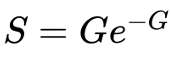 S = Ge^{-G}